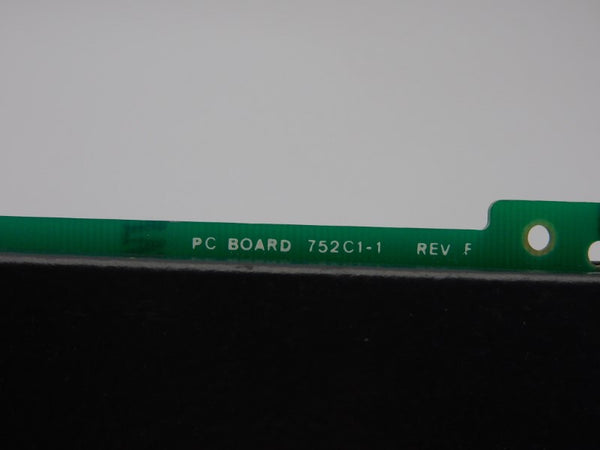 PC BOARD 752C1-1 REV F